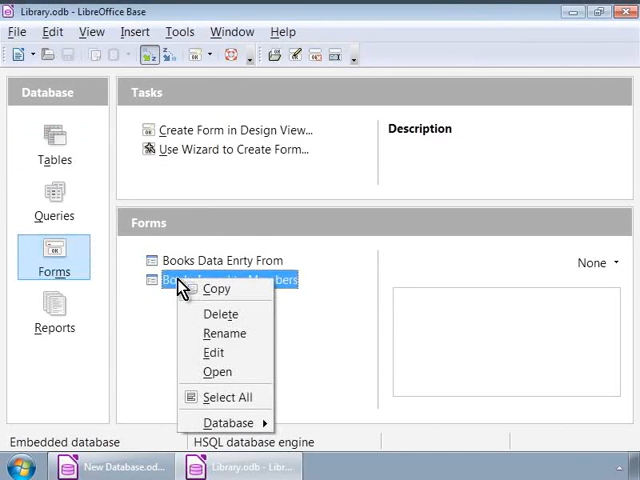 Library.odb - LibreOffice Base
File Edit View Insert Tools Window Help
Database
Tables
Queries
Forms
Reports
Tasks
Create Form in Design View...
Use Wizard to Create Form...
Description
Forms
Books Data Enrty From
None
Copy
Delete
Rename
Edit
Open
Select All
Database
Embedded database
HSQL database engine
New Database.od...
Library.odb - Libr...